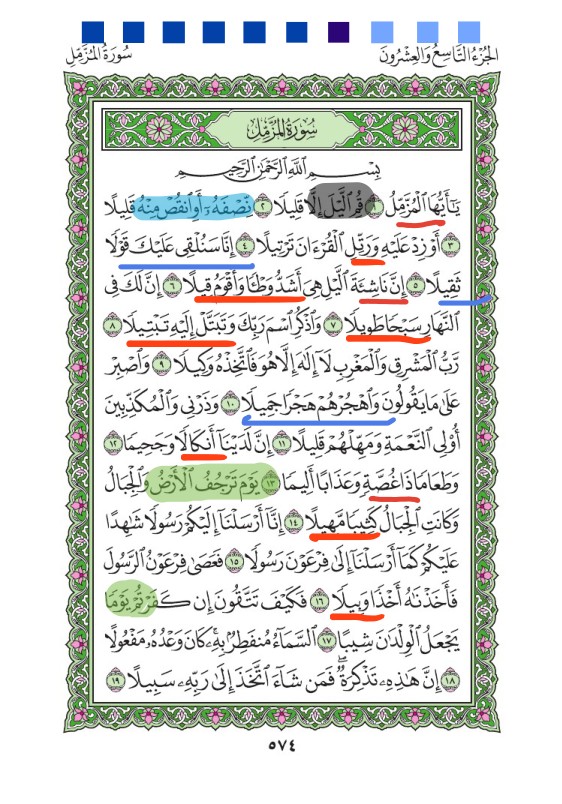 الجُزْءُ التَّاسِعُ وَالعِشْرُونَ
سُورَةُ المُزَّمِّل
سُورَةُ المُزَّمِّل
بِسْمِ ٱللَّهِ ٱلرَّحْمَٰنِ ٱلرَّحِيمِ
يَٰٓأَيُّهَا ٱلْمُزَّمِّلُ ١ قُمِ ٱلَّيْلَ إِلَّا قَلِيلًا ٢ نِّصْفَهُۥٓ أَوِ ٱنقُصْ مِنْهُ قَلِيلًا
٣ أَوْ زِدْ عَلَيْهِ وَرَتِّلِ ٱلْقُرْءَانَ تَرْتِيلًا ٤ إِنَّا سَنُلْقِى عَلَيْكَ قَوْلًا
ثَقِيلًا ٥ إِنَّ نَاشِئَةَ ٱلَّيْلِ هِىَ أَشَدُّ وَطْـًٔا وَأَقْوَمُ قِيلًا ٦ إِنَّ لَكَ فِى
ٱلنَّهَارِ سَبْحًا طَوِيلًا ٧ وَٱذْكُرِ ٱسْمَ رَبِّكَ وَتَبَتَّلْ إِلَيْهِ تَبْتِيلًا ٨
رَّبُّ ٱلْمَشْرِقِ وَٱلْمَغْرِبِ لَآ إِلَٰهَ إِلَّا هُوَ فَٱتَّخِذْهُ وَكِيلًا ٩ وَٱصْبِرْ
عَلَىٰ مَا يَقُولُونَ وَٱهْجُرْهُمْ هَجْرًا جَمِيلًا ١٠ وَذَرْنِى وَٱلْمُكَذِّبِينَ
أُو۟لِى ٱلنَّعْمَةِ وَمَهِّلْهُمْ قَلِيلًا ١١ إِنَّ لَدَيْنَآ أَنكَالًا وَجَحِيمًا ١٢
وَطَعَامًا ذَا غُصَّةٍ وَعَذَابًا أَلِيمًا ١٣ يَوْمَ تَرْجُفُ ٱلْأَرْضُ وَٱلْجِبَالُ
وَكَانَتِ ٱلْجِبَالُ كَثِيبًا مَّهِيلًا ١٤ إِنَّآ أَرْسَلْنَآ إِلَيْكُمْ رَسُولًا شَٰهِدًا
عَلَيْكُمْ كَمَآ أَرْسَلْنَآ إِلَىٰ فِرْعَوْنَ رَسُولًا ١٥ فَعَصَىٰ فِرْعَوْنُ ٱلرَّسُولَ
فَأَخَذْنَٰهُ أَخْذًا وَبِيلًا ١٦ فَكَيْفَ تَتَّقُونَ إِن كَفَرْتُمْ يَوْمًا
يَجْعَلُ ٱلْوِلْدَٰنَ شِيبًا ١٧ ٱلسَّمَآءُ مُنفَطِرٌۢ بِهِۦ كَانَ وَعْدُهُۥ مَفْعُولًا
١٨ إِنَّ هَٰذِهِۦ تَذْكِرَةٌ ۖ فَمَن شَآءَ ٱتَّخَذَ إِلَىٰ رَبِّهِۦ سَبِيلًا ١٩
٥٧٤